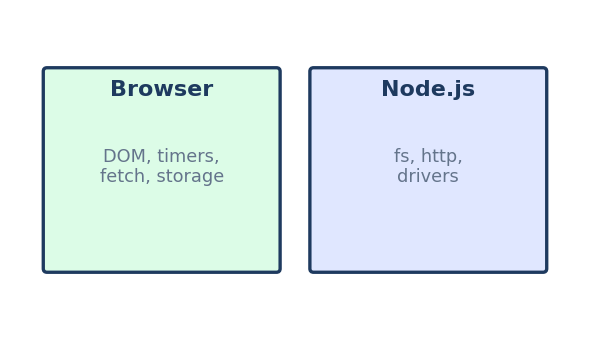 Browser
DOM, timers,
fetch, storage
Node.js
fs, http,
drivers